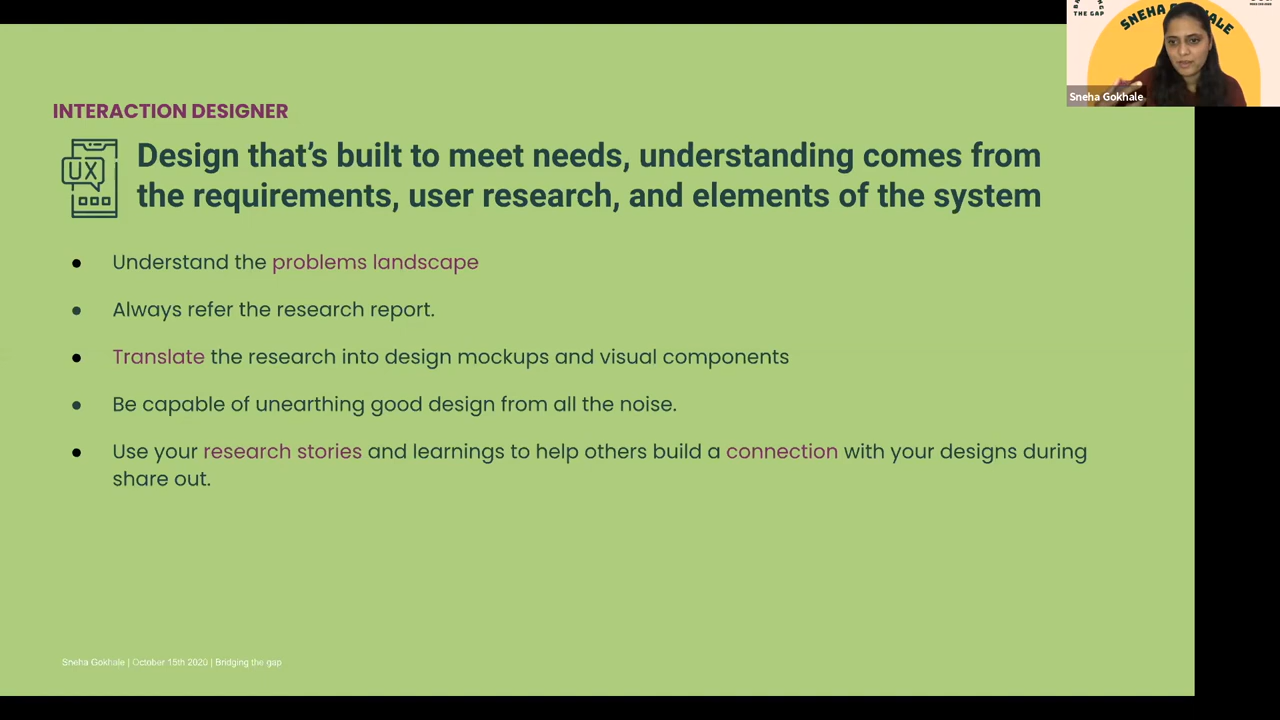 THE GAP
SNEHA GOKHALE
Sneha Gokhale
INTERACTION DESIGNER
UX
Design that's built to meet needs, understanding comes from
the requirements, user research, and elements of the system
● Understand the problems landscape
● Always refer the research report.
● Translate the research into design mockups and visual components
● Be capable of unearthing good design from all the noise.
● Use your research stories and learnings to help others build a connection with your designs during
share out.
Sneha Gokhale | October 15th 2020 | Bridging the gap